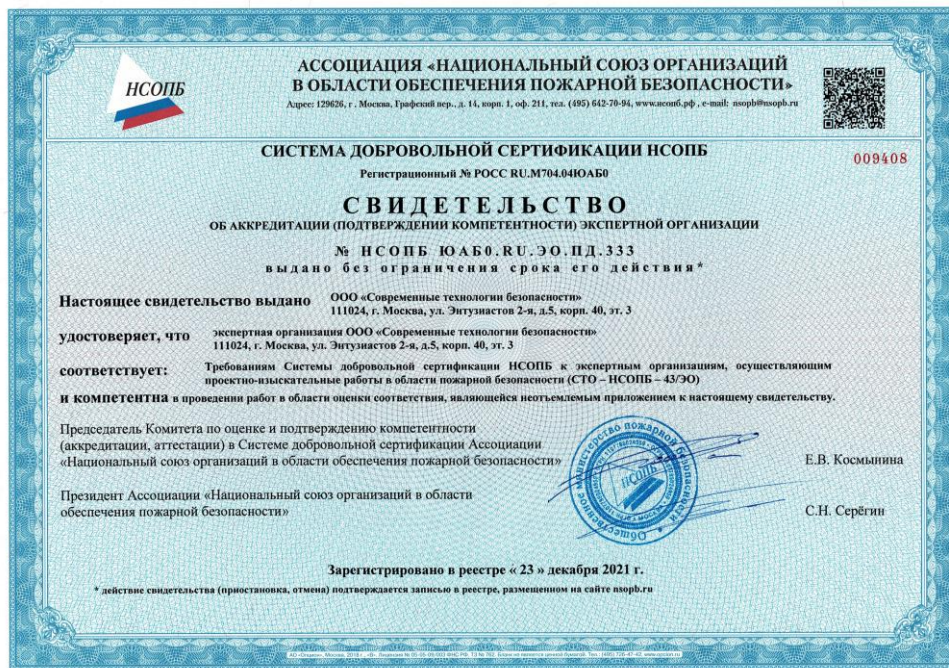 НСОПБ
АССОЦИАЦИЯ «НАЦИОНАЛЬНЫЙ СОЮЗ ОРГАНИЗАЦИЙ
В ОБЛАСТИ ОБЕСПЕЧЕНИЯ ПОЖАРНОЙ БЕЗОПАСНОСТИ»
Адрес: 129626, г. Москва, Графский пер., д. 14, корп. 1, оф. 211, тел. (495) 642-70-94, www.нсопб.рф , e-mail: nsopb@nsopb.ru
СИСТЕМА ДОБРОВОЛЬНОЙ СЕРТИФИКАЦИИ НСОПБ
009408
Регистрационный № РОСС RU.М704.04ЮАБ0
СВИДЕТЕЛЬСТВО
ОБ АККРЕДИТАЦИИ (ПОДТВЕРЖДЕНИИ КОМПЕТЕНТНОСТИ) ЭКСПЕРТНОЙ ОРГАНИЗАЦИИ
№ НСОПБ ЮАБ0.RU.ЭО.ПД.333
выдано без ограничения срока его действия*
Настоящее свидетельство выдано ООО «Современные технологии безопасности»
111024, г. Москва, ул. Энтузиастов 2-я, д.5, корп. 40, эт. 3
удостоверяет, что экспертная организация ООО «Современные технологии безопасности»
111024, г. Москва, ул. Энтузиастов 2-я, д.5, корп. 40, эт. 3
соответствует: Требованиям Системы добровольной сертификации НСОПБ к экспертным организациям, осуществляющим
проектно-изыскательные работы в области пожарной безопасности (СТО – НСОПБ – 43/ЭО)
и компетентна в проведении работ в области оценки соответствия, являющейся неотъемлемым приложением к настоящему свидетельству.
Председатель Комитета по оценке и подтверждению компетентности
(аккредитации, аттестации) в Системе добровольной сертификации Ассоциации
«Национальный союз организаций в области обеспечения пожарной безопасности»
Е.В. Космынина
Президент Ассоциации «Национальный союз организаций в области
обеспечения пожарной безопасности»
С.Н. Серёгин
Общественное министерство пожарной безопасности
НСОПБ
Зарегистрировано в реестре « 23 » декабря 2021 г.
* действие свидетельства (приостановка, отмена) подтверждается записью в реестре, размещенном на сайте nsopb.ru